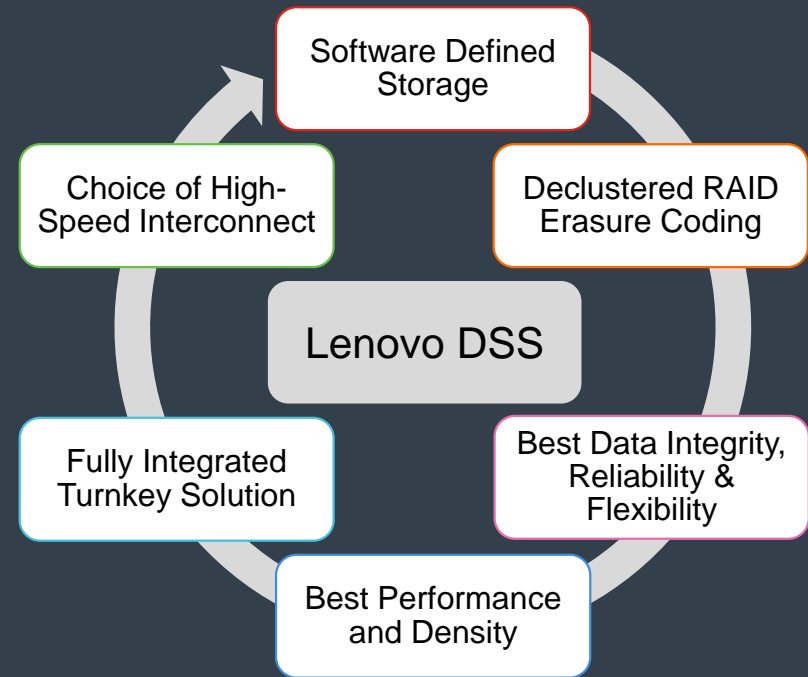 Software Defined
Storage
Choice of High-
Speed Interconnect
Declustered RAID
Erasure Coding
Lenovo DSS
Fully Integrated
Turnkey Solution
Best Data Integrity,
Reliability &
Flexibility
Best Performance
and Density